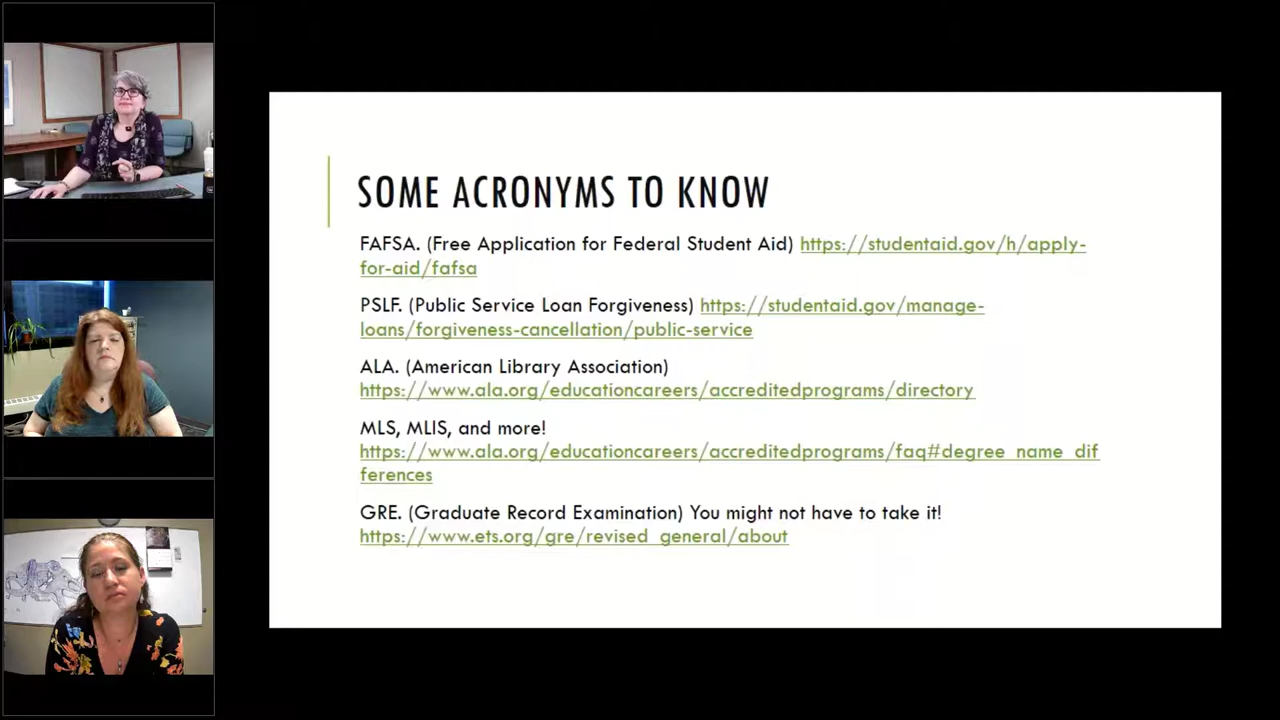 SOME ACRONYMS TO KNOW
FAFSA. (Free Application for Federal Student Aid) https://studentaid.gov/h/apply-
for-aid/fafsa
PSLF. (Public Service Loan Forgiveness) https://studentaid.gov/manage-
loans/forgiveness-cancellation/public-service
ALA. (American Library Association)
https://www.ala.org/educationcareers/accreditedprograms/directory
MLS, MLIS, and more!
https://www.ala.org/educationcareers/accreditedprograms/faq#degree_name_dif
ferences
GRE. (Graduate Record Examination) You might not have to take it!
https://www.ets.org/gre/revised_general/about